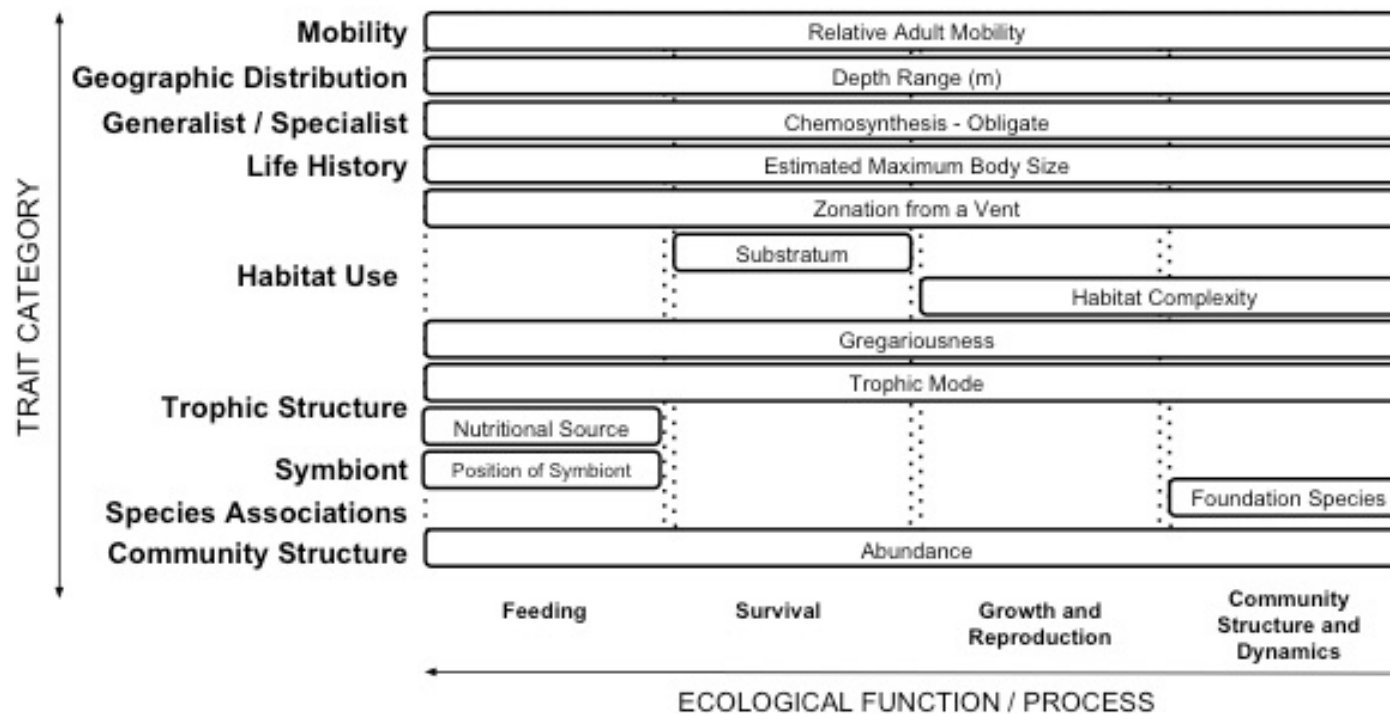 TRAIT CATEGORY
Mobility
Relative Adult Mobility
Geographic Distribution
Depth Range (m)
Generalist / Specialist
Chemosynthesis - Obligate
Life History
Estimated Maximum Body Size
Zonation from a Vent
Habitat Use
Substratum
Habitat Complexity
Gregariousness
Trophic Mode
Trophic Structure
Nutritional Source
Symbiont
Position of Symbiont
Species Associations
Foundation Species
Community Structure
Abundance
Feeding
Survival
Growth and
Reproduction
Community
Structure and
Dynamics
ECOLOGICAL FUNCTION / PROCESS